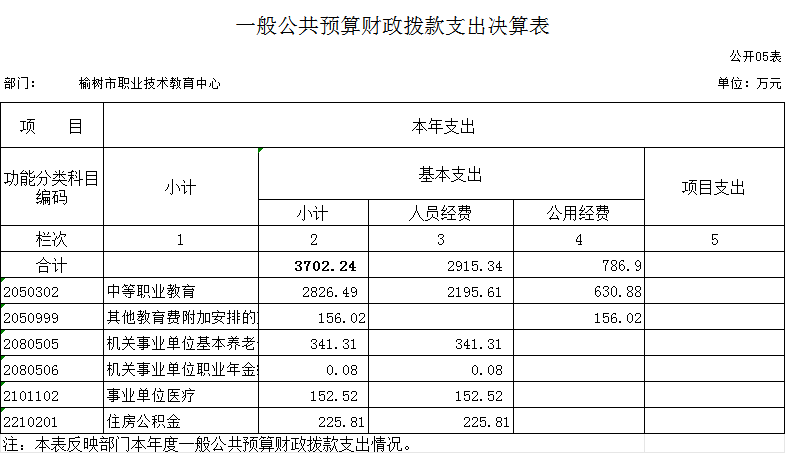 一般公共预算财政拨款支出决算表
公开05表
部门： 榆树市职业技术教育中心 单位：万元
项 目 本年支出
功能分类科目编码 小计 基本支出 项目支出
小计 人员经费 公用经费
栏次 1 2 3 4 5
合计 3702.24 2915.34 786.9
2050302 中等职业教育 2826.49 2195.61 630.88
2050999 其他教育费附加安排的 156.02 156.02
2080505 机关事业单位基本养老 341.31 341.31
2080506 机关事业单位职业年金 0.08 0.08
2101102 事业单位医疗 152.52 152.52
2210201 住房公积金 225.81 225.81
注：本表反映部门本年度一般公共预算财政拨款支出情况。